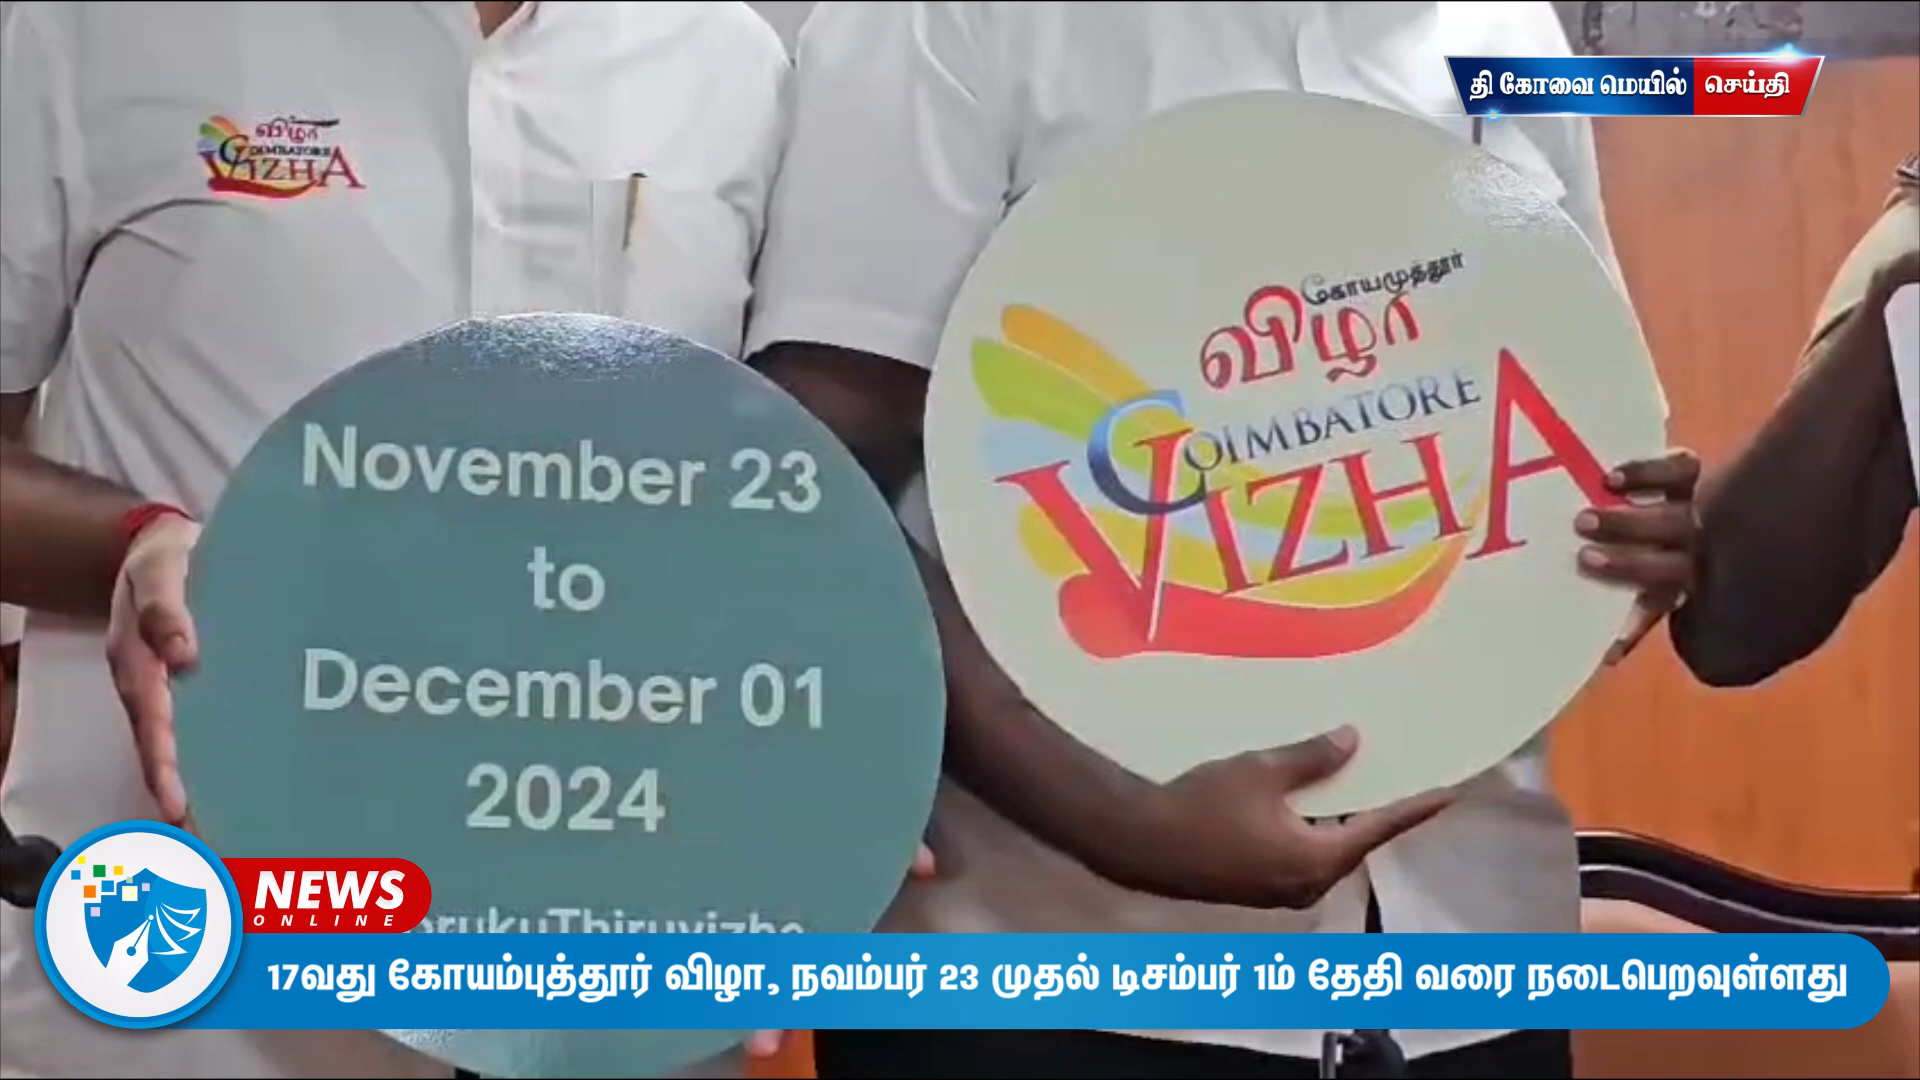 தி கோவை மெயில் செய்தி
விழா
COIMBATORE
VIZHA
கோயமுத்தூர்
விழா
COIMBATORE
VIZHA
November 23
to
December 01
2024
NEWS
ONLINE
17வது கோயம்புத்தூர் விழா, நவம்பர் 23 முதல் டிசம்பர் 1ம் தேதி வரை நடைபெறவுள்ளது